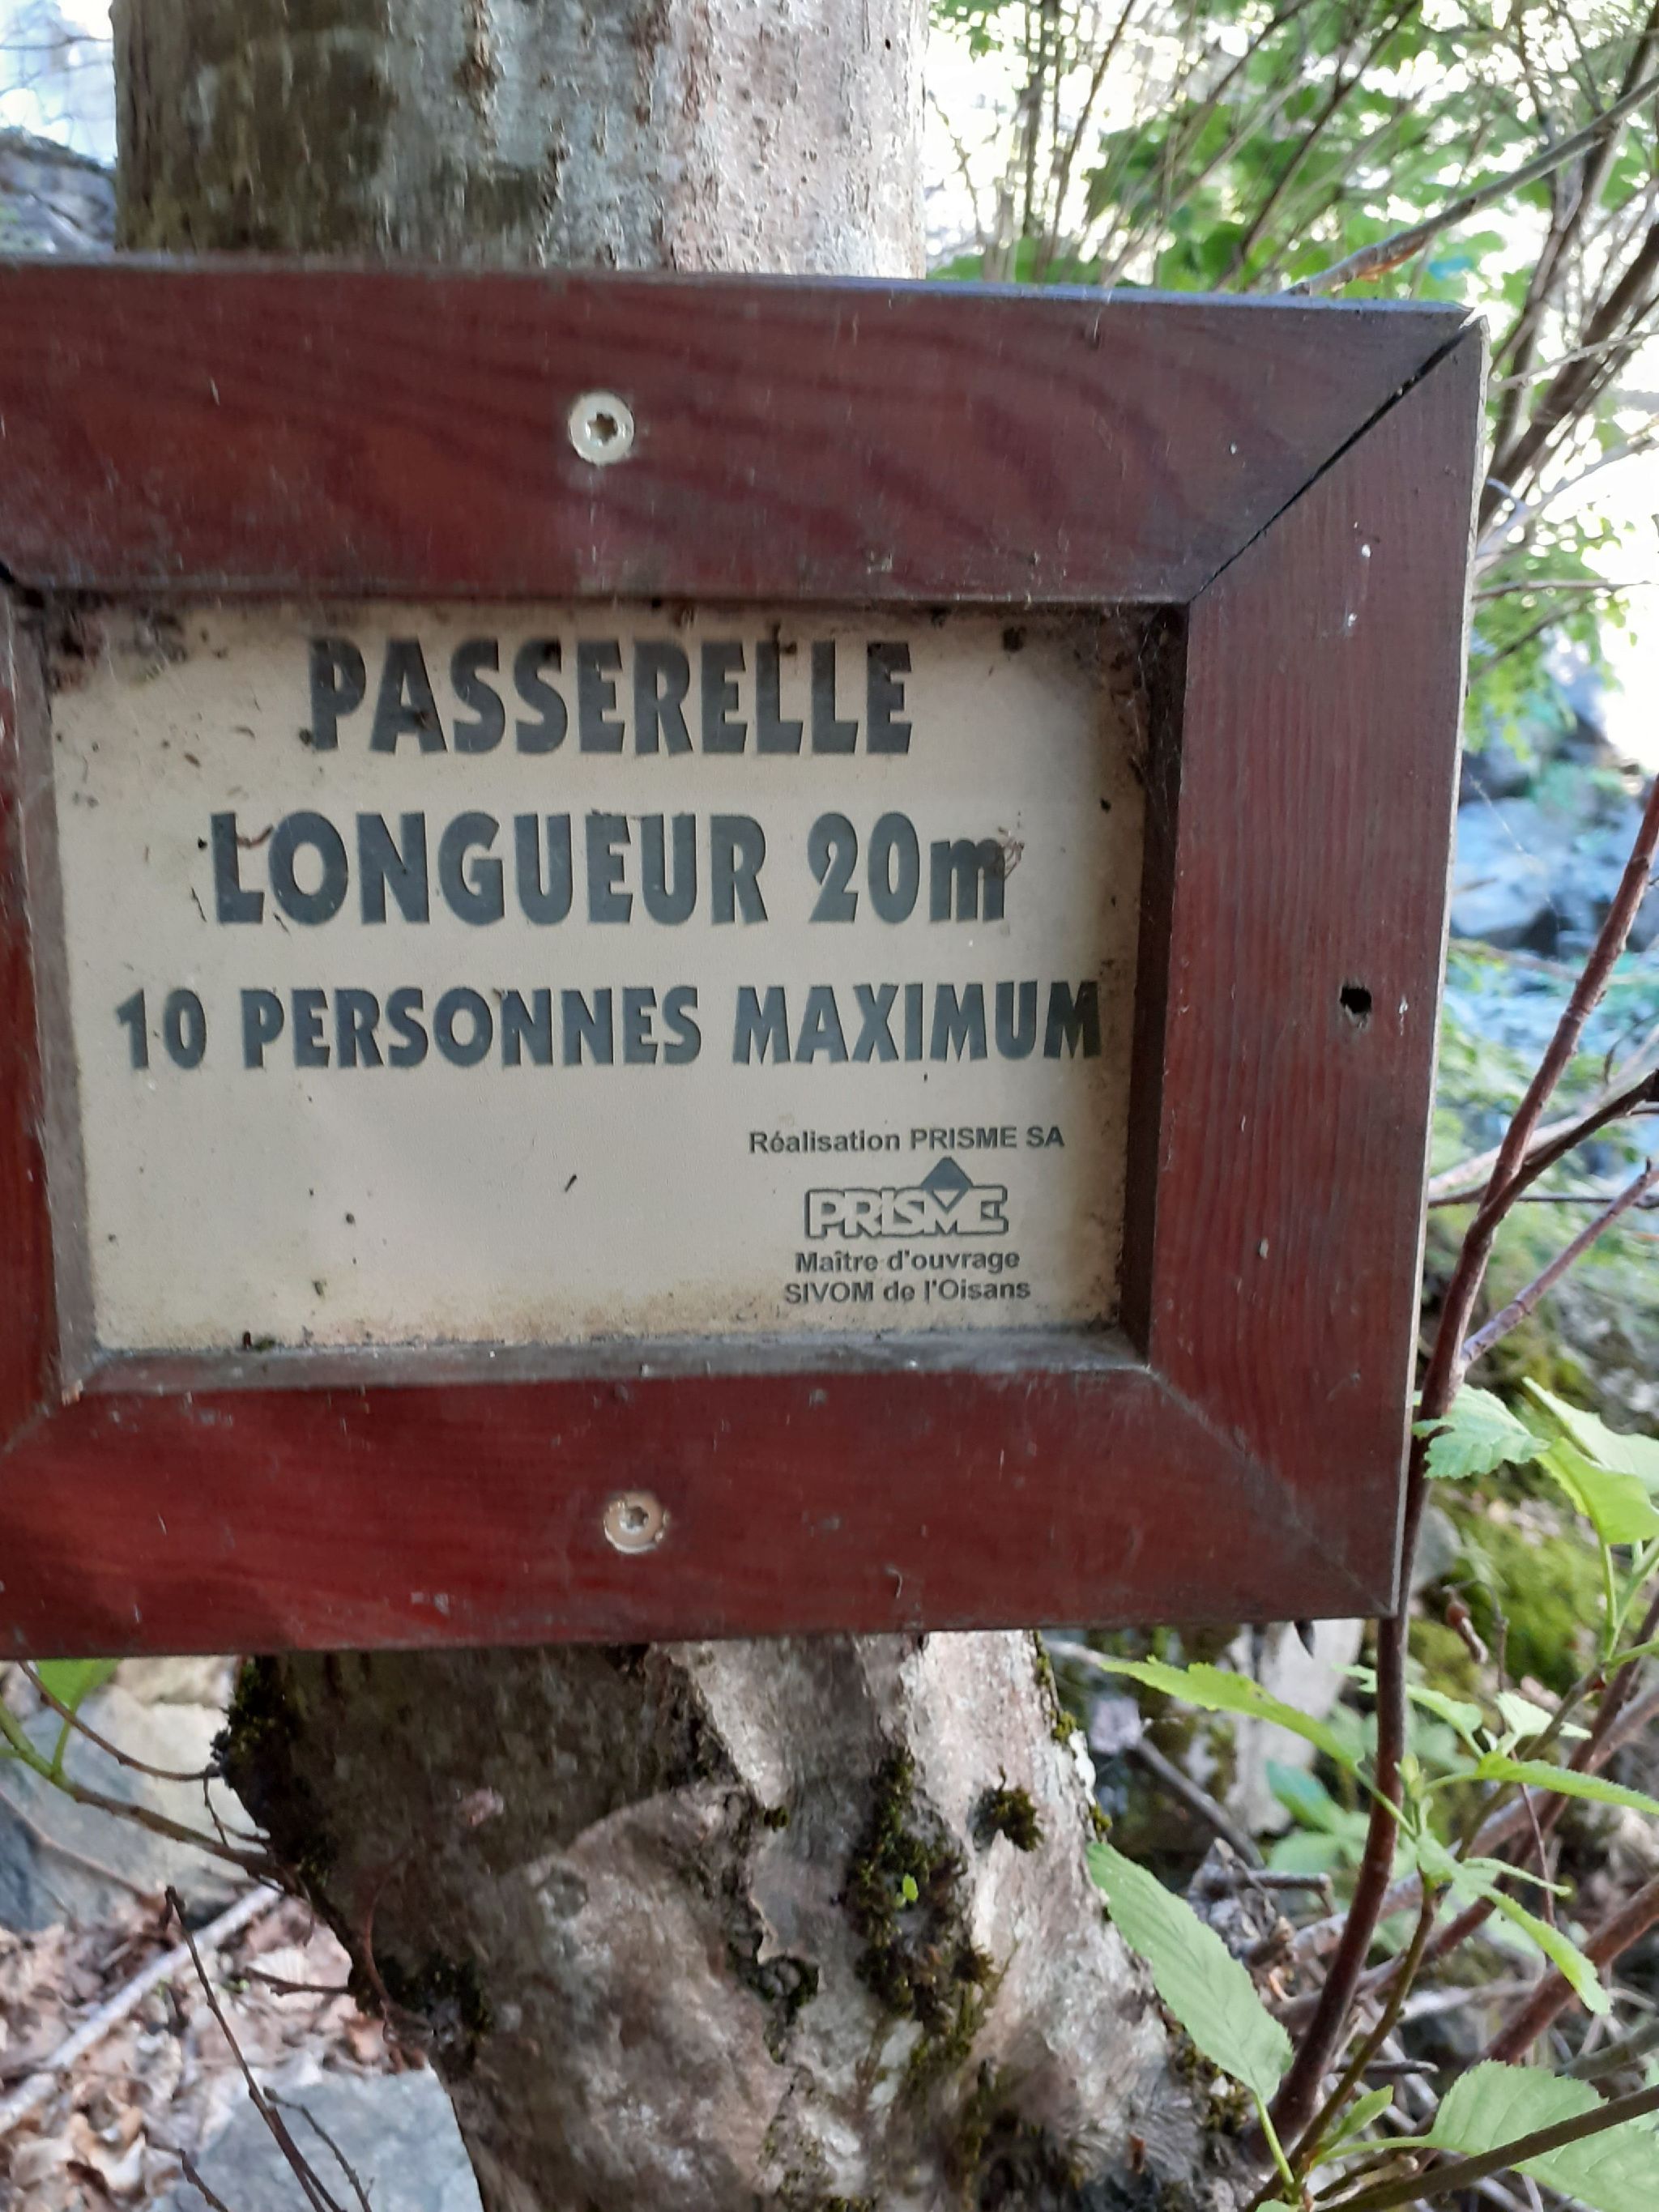 PASSERELLE
LONGUEUR 20m
10 PERSONNES MAXIMUM
Réalisation PRISME SA
PRISME
Maître d'ouvrage
SIVOM de l'Oisans